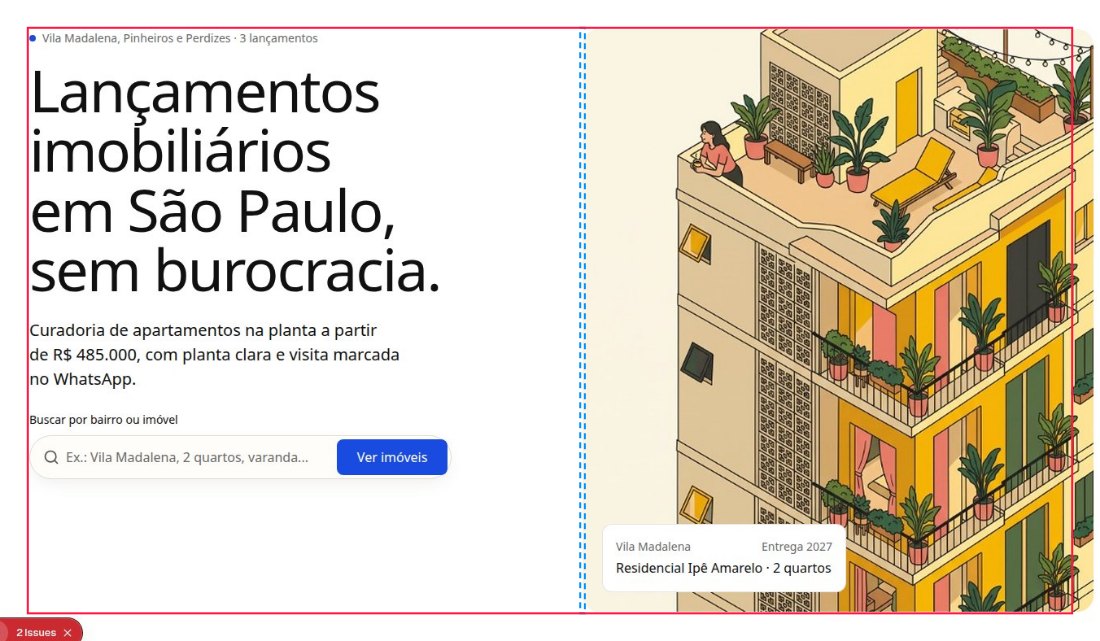 Vila Madalena, Pinheiros e Perdizes · 3 lançamentos
Lançamentos
imobiliários
em São Paulo,
sem burocracia.
Curadoria de apartamentos na planta a partir
de R$ 485.000, com planta clara e visita marcada
no WhatsApp.
Buscar por bairro ou imóvel
Ex.: Vila Madalena, 2 quartos, varanda...
Ver imóveis
Vila Madalena
Entrega 2027
Residencial Ipê Amarelo · 2 quartos
2 Issues